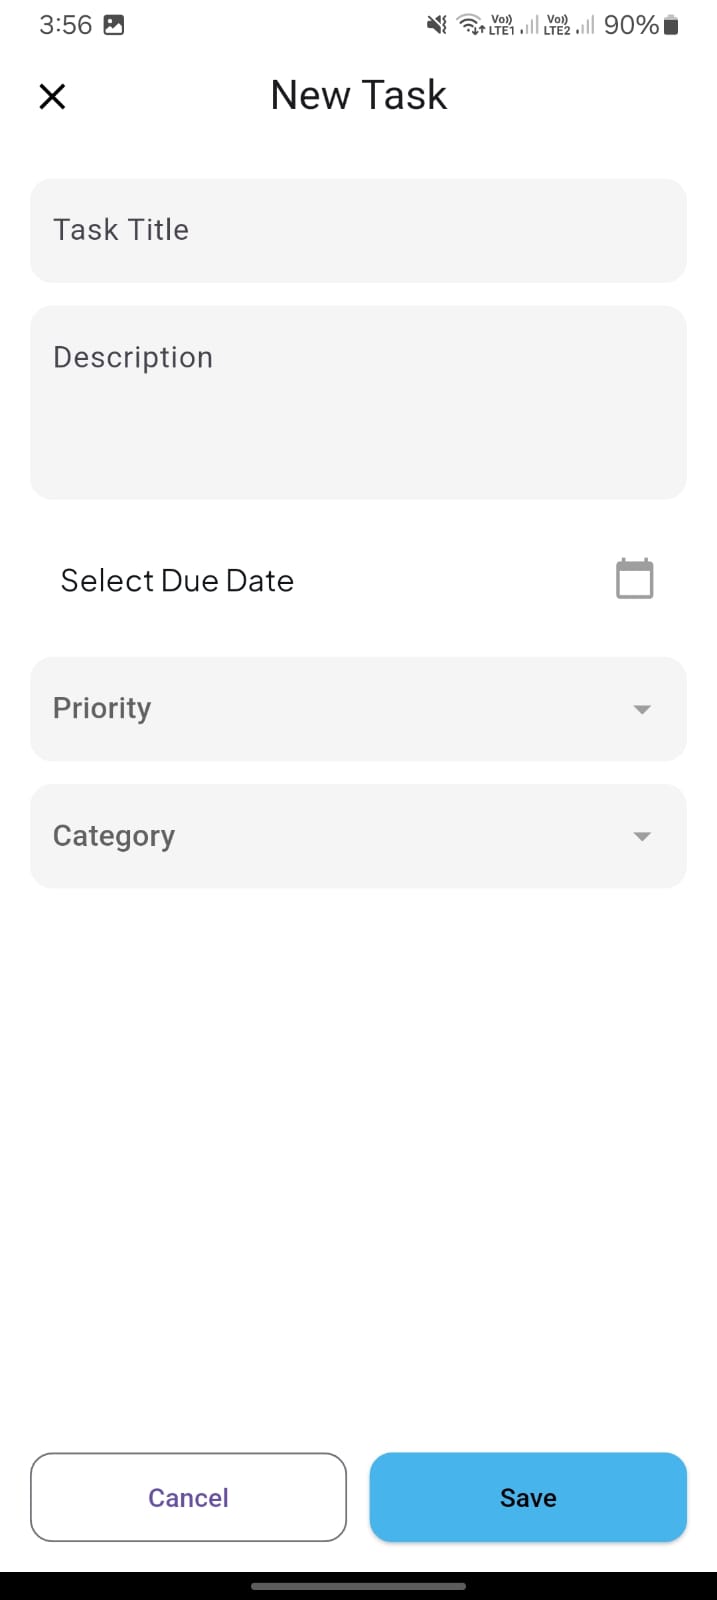 3:56 Vo) LTE1 Vo) LTE2 90%
New Task
Task Title
Description
Select Due Date
Priority
Category
Cancel Save